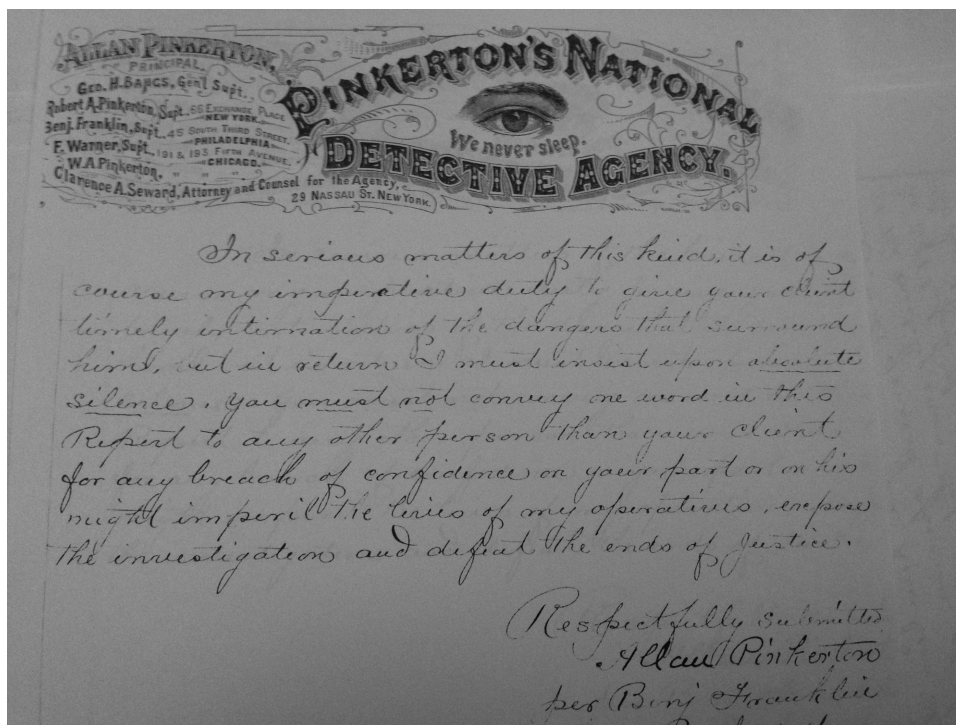 ALLAN PINKERTON,
PRINCIPAL.
GEO. H. BANGS, Gen'l Supt.
Robert A. Pinkerton, Supt., 66 EXCHANGE PLACE
NEW YORK.
Benj. Franklin, Supt., 45 SOUTH THIRD STREET,
PHILADELPHIA
F. Warner, Supt., 191 & 193 FIFTH AVENUE,
W. A. Pinkerton, " " CHICAGO.
Clarence A. Seward, Attorney and Counsel for the Agency,
29 NASSAU ST. NEW YORK.
PINKERTON'S NATIONAL
We never sleep.
DETECTIVE AGENCY.
In serious matters of this kind, it is of
course my imperative duty to give your client
timely intimation of the dangers that surround
him, but in return I must insist upon absolute
silence. You must not convey one word in this
Report to any other person than your client
for any breach of confidence on your part or on his
might imperil the lives of my operatives, expose
the investigation and defeat the ends of Justice.
Respectfully submitted
Allan Pinkerton
per Benj Franklin